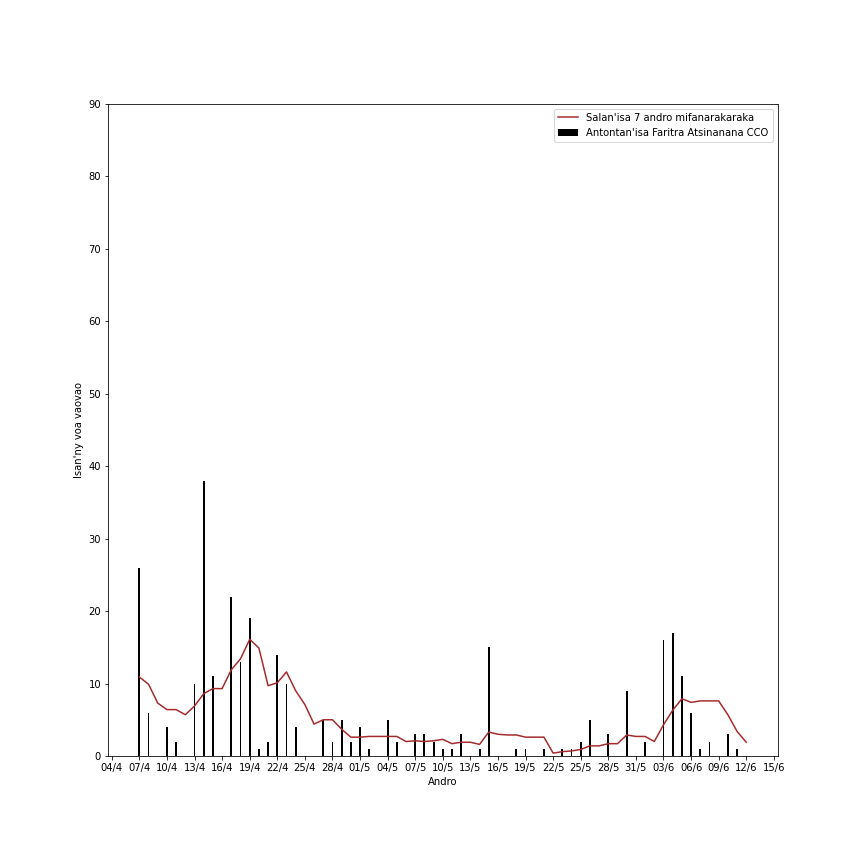 Salan'isa 7 andro mifanarakaraka
Antontan'isa Faritra Atsinanana CCO
Isan'ny voa vaovao
90
80
70
60
50
40
30
20
10
0
04/4 07/4 10/4 13/4 16/4 19/4 22/4 25/4 28/4 01/5 04/5 07/5 10/5 13/5 16/5 19/5 22/5 25/5 28/5 31/5 03/6 06/6 09/6 12/6 15/6
Andro